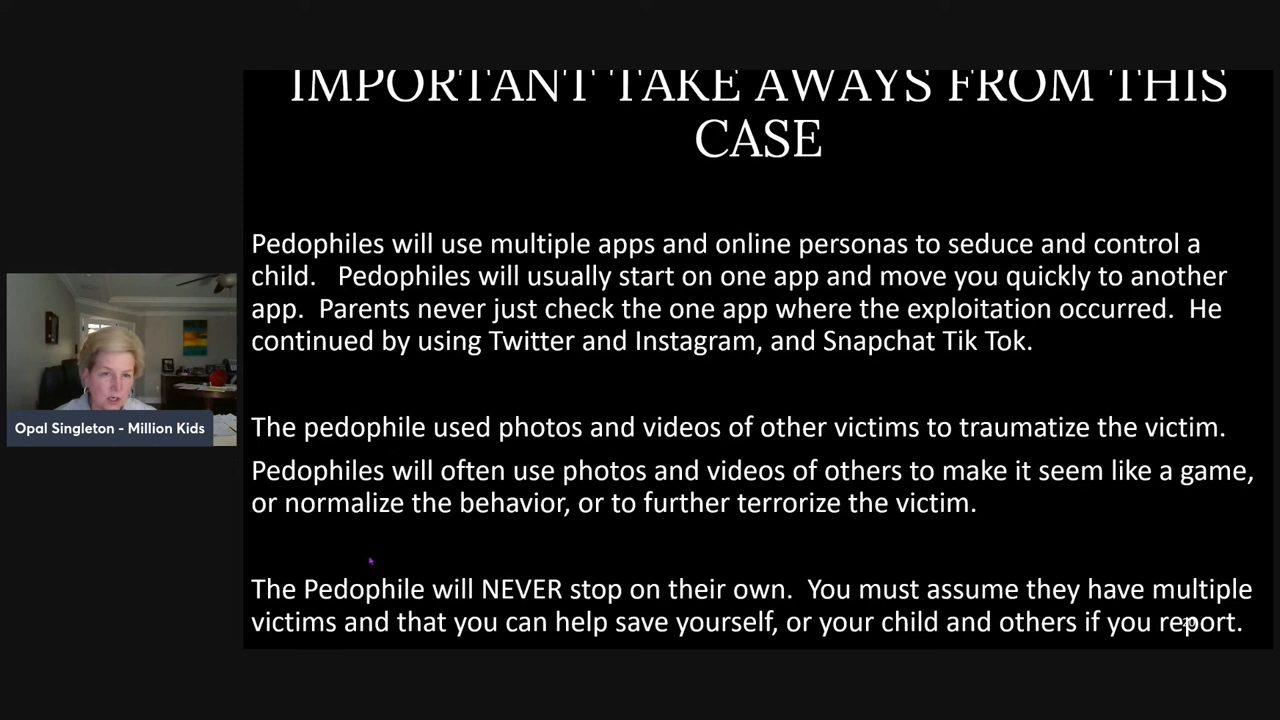 IMPORTANT TAKE AWAYS FROM THIS
CASE
Pedophiles will use multiple apps and online personas to seduce and control a
child.   Pedophiles will usually start on one app and move you quickly to another
app.  Parents never just check the one app where the exploitation occurred.  He
continued by using Twitter and Instagram, and Snapchat Tik Tok.
The pedophile used photos and videos of other victims to traumatize the victim.
Pedophiles will often use photos and videos of others to make it seem like a game,
or normalize the behavior, or to further terrorize the victim.
The Pedophile will NEVER stop on their own.  You must assume they have multiple
victims and that you can help save yourself, or your child and others if you report.
Opal Singleton - Million Kids